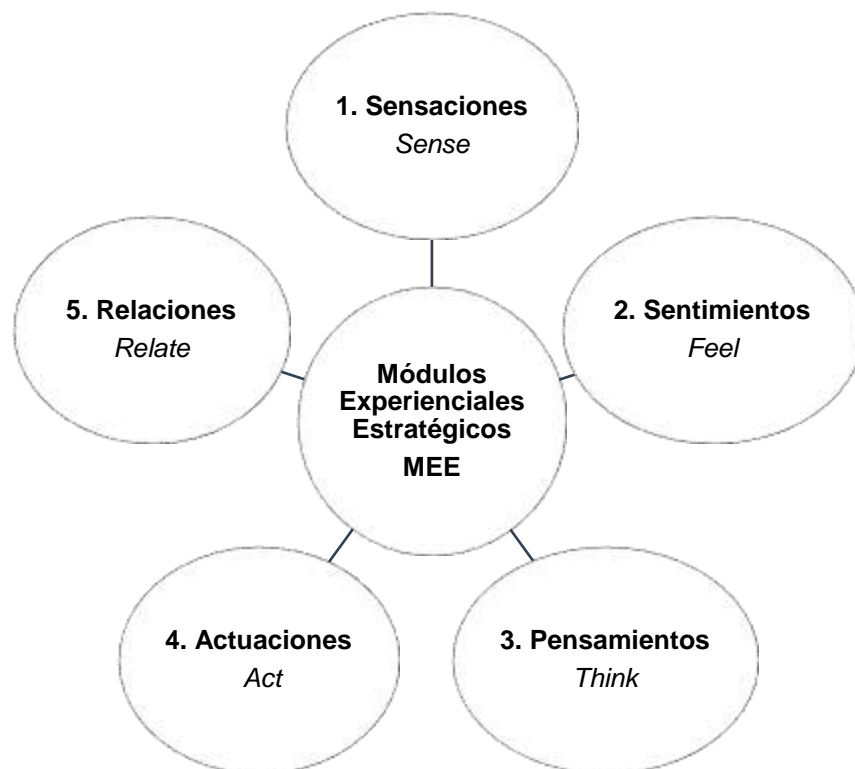 1. Sensaciones
Sense
5. Relaciones
Relate
2. Sentimientos
Feel
Módulos
Experienciales
Estratégicos
MEE
4. Actuaciones
Act
3. Pensamientos
Think